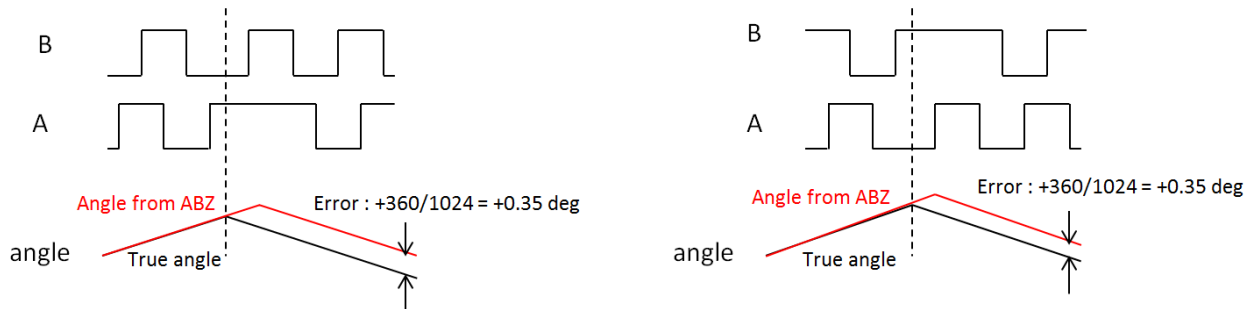 B
A
Angle from ABZ
Error : +360/1024 = +0.35 deg
angle
True angle
B
A
Angle from ABZ
Error : +360/1024 = +0.35 deg
angle
True angle